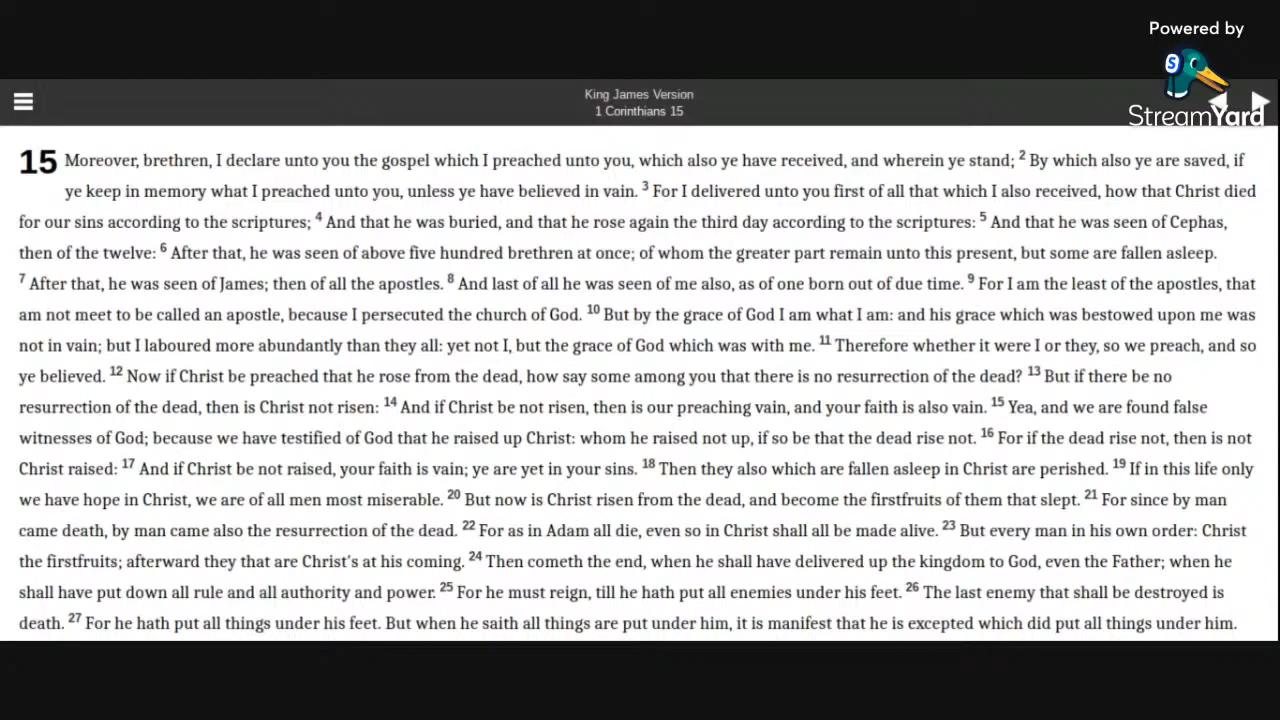 Powered by
StreamYard
King James Version
1 Corinthians 15
15 Moreover, brethren, I declare unto you the gospel which I preached unto you, which also ye have received, and wherein ye stand; 2 By which also ye are saved, if
ye keep in memory what I preached unto you, unless ye have believed in vain. 3 For I delivered unto you first of all that which I also received, how that Christ died
for our sins according to the scriptures; 4 And that he was buried, and that he rose again the third day according to the scriptures: 5 And that he was seen of Cephas,
then of the twelve: 6 After that, he was seen of above five hundred brethren at once; of whom the greater part remain unto this present, but some are fallen asleep.
7 After that, he was seen of James; then of all the apostles. 8 And last of all he was seen of me also, as of one born out of due time. 9 For I am the least of the apostles, that
am not meet to be called an apostle, because I persecuted the church of God. 10 But by the grace of God I am what I am: and his grace which was bestowed upon me was
not in vain; but I laboured more abundantly than they all: yet not I, but the grace of God which was with me. 11 Therefore whether it were I or they, so we preach, and so
ye believed. 12 Now if Christ be preached that he rose from the dead, how say some among you that there is no resurrection of the dead? 13 But if there be no
resurrection of the dead, then is Christ not risen: 14 And if Christ be not risen, then is our preaching vain, and your faith is also vain. 15 Yea, and we are found false
witnesses of God; because we have testified of God that he raised up Christ: whom he raised not up, if so be that the dead rise not. 16 For if the dead rise not, then is not
Christ raised: 17 And if Christ be not raised, your faith is vain; ye are yet in your sins. 18 Then they also which are fallen asleep in Christ are perished. 19 If in this life only
we have hope in Christ, we are of all men most miserable. 20 But now is Christ risen from the dead, and become the firstfruits of them that slept. 21 For since by man
came death, by man came also the resurrection of the dead. 22 For as in Adam all die, even so in Christ shall all be made alive. 23 But every man in his own order: Christ
the firstfruits; afterward they that are Christ's at his coming. 24 Then cometh the end, when he shall have delivered up the kingdom to God, even the Father; when he
shall have put down all rule and all authority and power. 25 For he must reign, till he hath put all enemies under his feet. 26 The last enemy that shall be destroyed is
death. 27 For he hath put all things under his feet. But when he saith all things are put under him, it is manifest that he is excepted which did put all things under him.